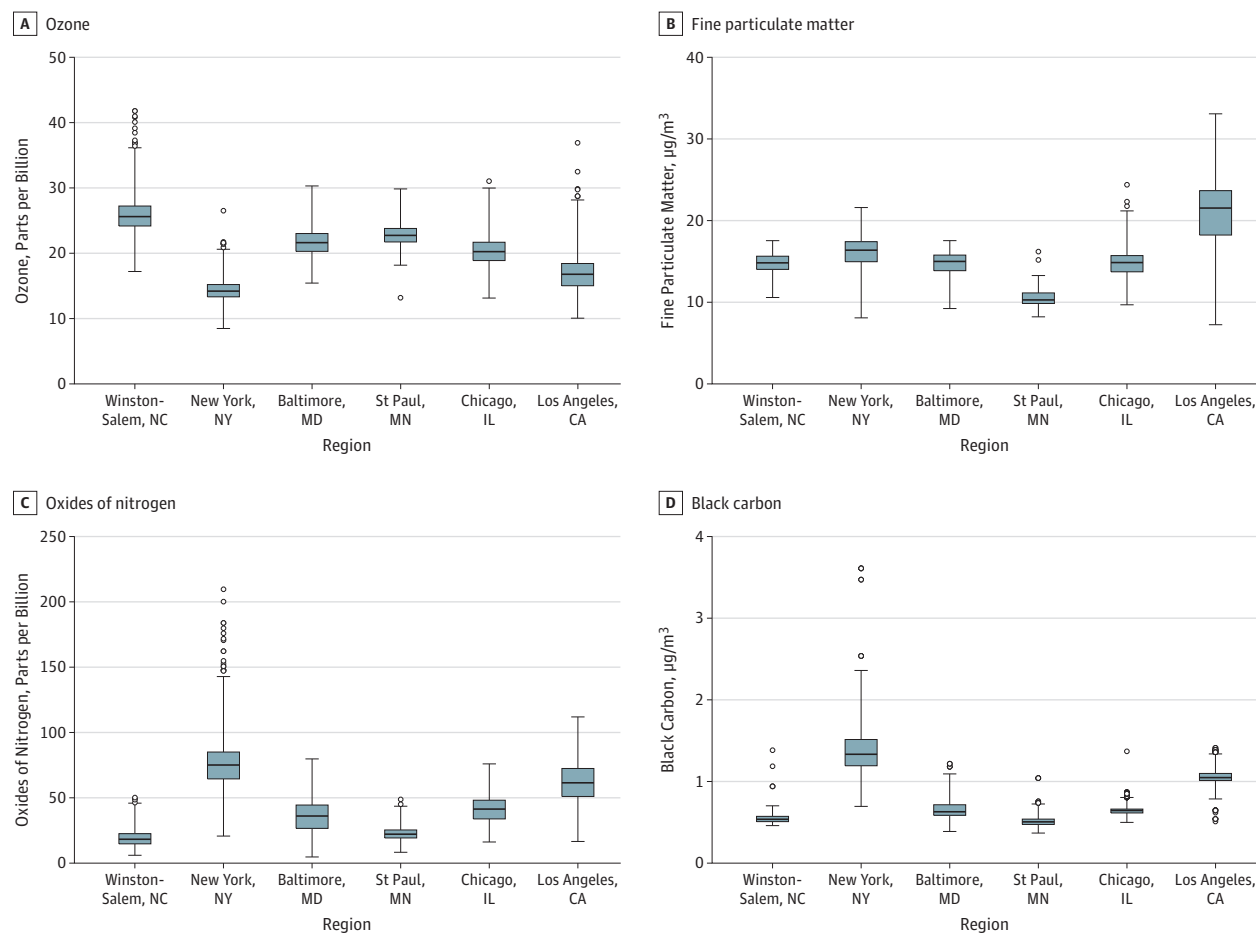 A Ozone
50
40
30
20
10
0
Ozone, Parts per Billion
Winston-
Salem, NC
New York,
NY
Baltimore,
MD
St Paul,
MN
Chicago,
IL
Los Angeles,
CA
Region
B Fine particulate matter
40
30
20
10
0
Fine Particulate Matter, µg/m³
Winston-
Salem, NC
New York,
NY
Baltimore,
MD
St Paul,
MN
Chicago,
IL
Los Angeles,
CA
Region
C Oxides of nitrogen
250
200
150
100
50
0
Oxides of Nitrogen, Parts per Billion
Winston-
Salem, NC
New York,
NY
Baltimore,
MD
St Paul,
MN
Chicago,
IL
Los Angeles,
CA
Region
D Black carbon
4
3
2
1
0
Black Carbon, µg/m³
Winston-
Salem, NC
New York,
NY
Baltimore,
MD
St Paul,
MN
Chicago,
IL
Los Angeles,
CA
Region